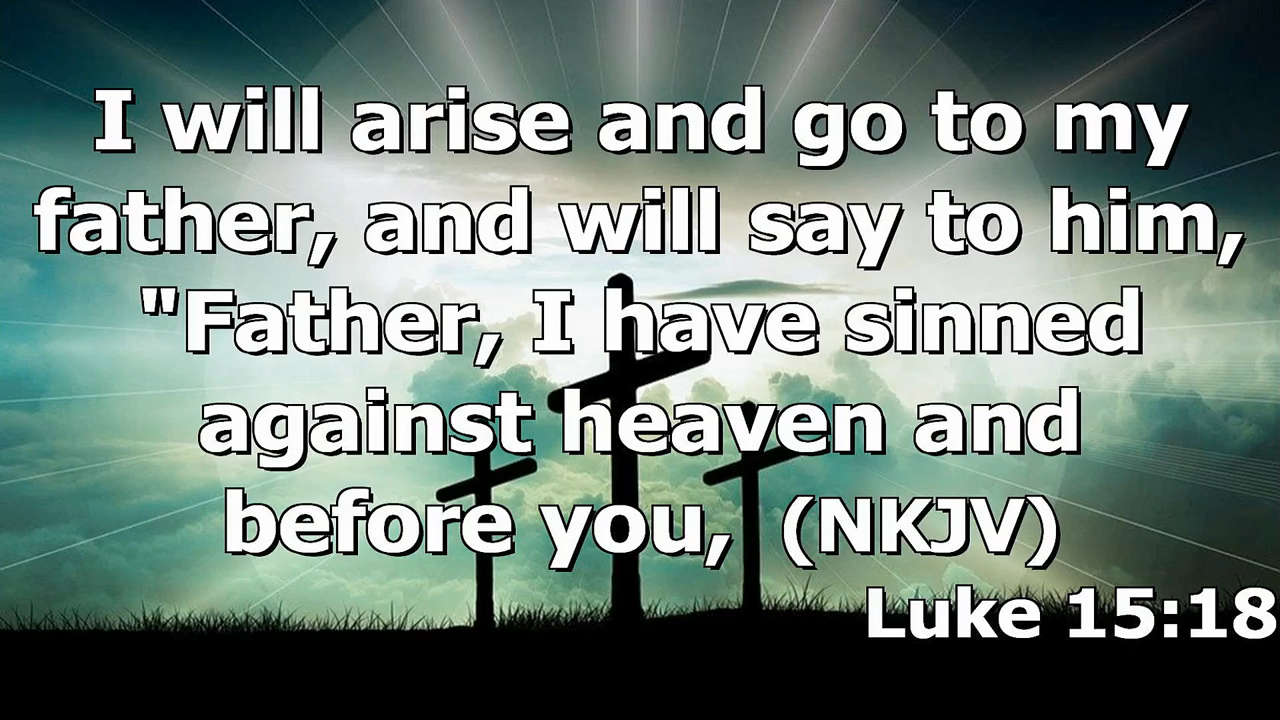 I will arise and go to my
father, and will say to him,
"Father, I have sinned
against heaven and
before you,  (NKJV)
Luke 15:18